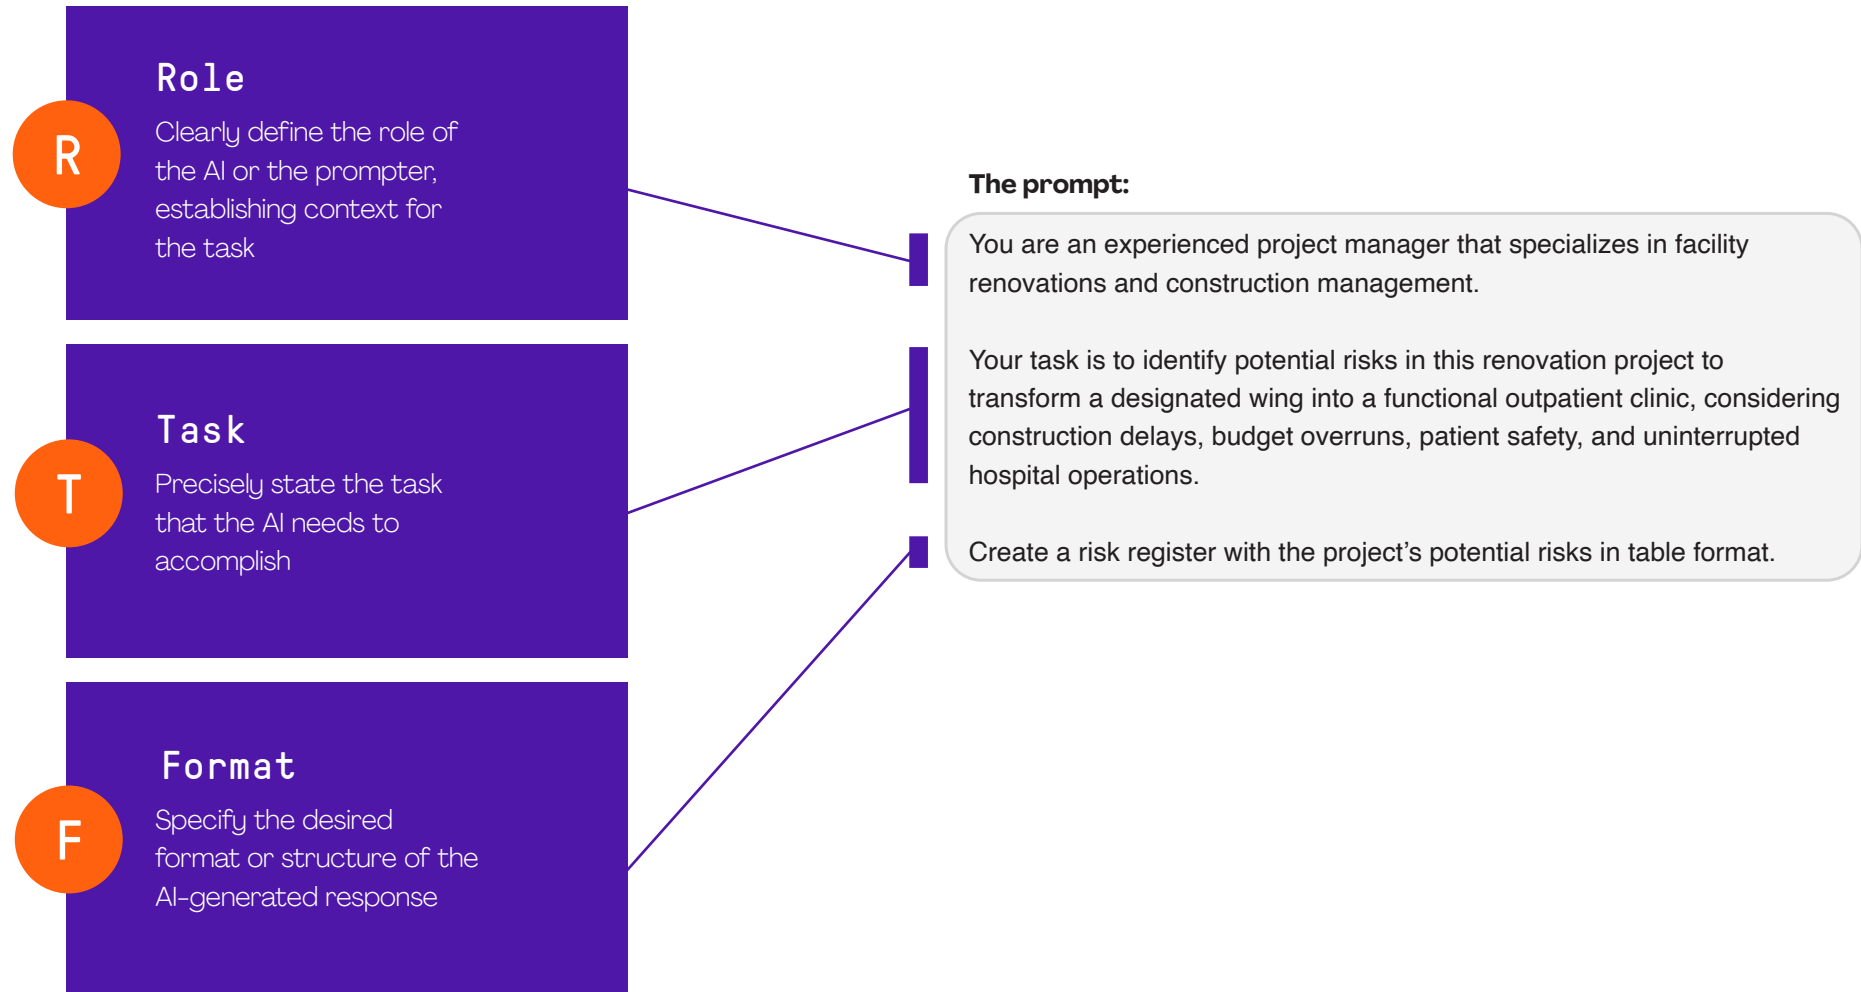 R
Role
Clearly define the role of
the AI or the prompter,
establishing context for
the task
T
Task
Precisely state the task
that the AI needs to
accomplish
F
Format
Specify the desired
format or structure of the
AI-generated response
The prompt:
You are an experienced project manager that specializes in facility
renovations and construction management.
Your task is to identify potential risks in this renovation project to
transform a designated wing into a functional outpatient clinic, considering
construction delays, budget overruns, patient safety, and uninterrupted
hospital operations.
Create a risk register with the project’s potential risks in table format.